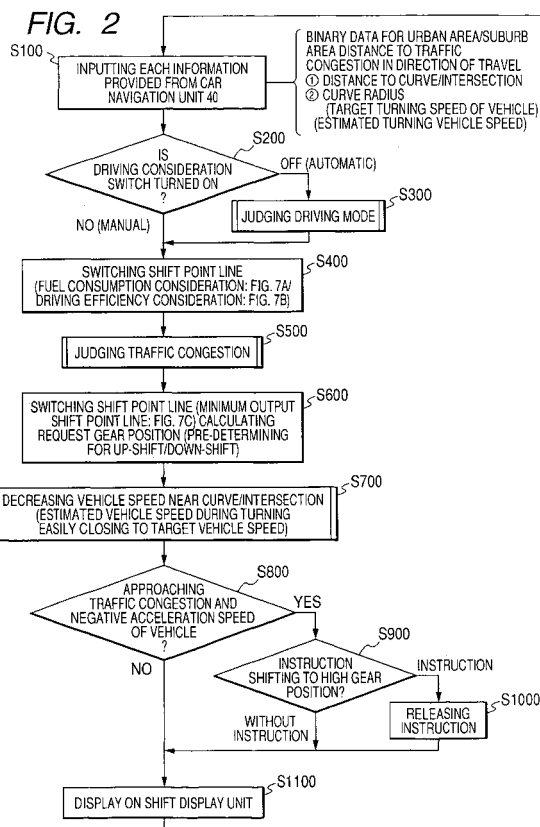 FIG. 2
S100
INPUTTING EACH INFORMATION
PROVIDED FROM CAR
NAVIGATION UNIT 40
BINARY DATA FOR URBAN AREA/SUBURB
AREA DISTANCE TO TRAFFIC
CONGESTION IN DIRECTION OF TRAVEL
① DISTANCE TO CURVE/INTERSECTION
② CURVE RADIUS
(TARGET TURNING SPEED OF VEHICLE)
(ESTIMATED TURNING VEHICLE SPEED)
S200
IS
DRIVING CONSIDERATION
SWITCH TURNED ON
?
OFF (AUTOMATIC)
NO (MANUAL)
S300
JUDGING DRIVING MODE
S400
SWITCHING SHIFT POINT LINE
(FUEL CONSUMPTION CONSIDERATION: FIG. 7A/
DRIVING EFFICIENCY CONSIDERATION: FIG. 7B)
S500
JUDGING TRAFFIC CONGESTION
S600
SWITCHING SHIFT POINT LINE (MINIMUM OUTPUT
SHIFT POINT LINE: FIG. 7C) CALCULATING
REQUEST GEAR POSITION (PRE-DETERMINING
FOR UP-SHIFT/DOWN-SHIFT)
S700
DECREASING VEHICLE SPEED NEAR CURVE/INTERSECTION
(ESTIMATED VEHICLE SPEED DURING TURNING
EASILY CLOSING TO TARGET VEHICLE SPEED)
S800
APPROACHING
TRAFFIC CONGESTION AND
NEGATIVE ACCELERATION SPEED
OF VEHICLE
?
YES
NO
S900
INSTRUCTION
SHIFTING TO HIGH GEAR
POSITION?
INSTRUCTION
WITHOUT
INSTRUCTION
S1000
RELEASING
INSTRUCTION
S1100
DISPLAY ON SHIFT DISPLAY UNIT